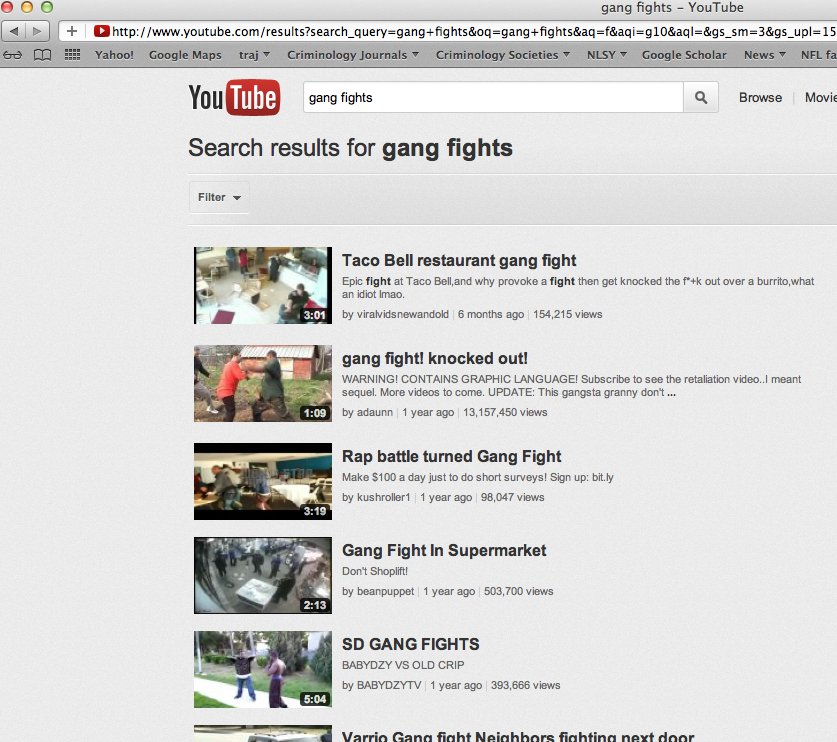 gang fights – YouTube
http://www.youtube.com/results?search_query=gang+fights&oq=gang+fights&aq=f&aqi=g10&aql=&gs_sm=3&gs_upl=15
Yahoo! Google Maps traj Criminology Journals Criminology Societies NLSY Google Scholar News NFL fa
YouTube gang fights Browse Movie
Search results for gang fights
Filter
Taco Bell restaurant gang fight
Epic fight at Taco Bell,and why provoke a fight then get knocked the f*+k out over a burrito,what
an idiot lmao.
3:01
by viralvidsnewandold | 6 months ago | 154,215 views
gang fight! knocked out!
WARNING! CONTAINS GRAPHIC LANGUAGE! Subscribe to see the retaliation video..I meant
sequel. More videos to come. UPDATE: This gangsta granny don't ...
1:09
by adaunn | 1 year ago | 13,157,450 views
Rap battle turned Gang Fight
Make $100 a day just to do short surveys! Sign up: bit.ly
by kushroller1 | 1 year ago | 98,047 views
3:19
Gang Fight In Supermarket
Don't Shoplift!
by beanpuppet | 1 year ago | 503,700 views
2:13
SD GANG FIGHTS
BABYDZY VS OLD CRIP
by BABYDZYTV | 1 year ago | 393,666 views
5:04
Varrio Gang fight Neighbors fighting next door